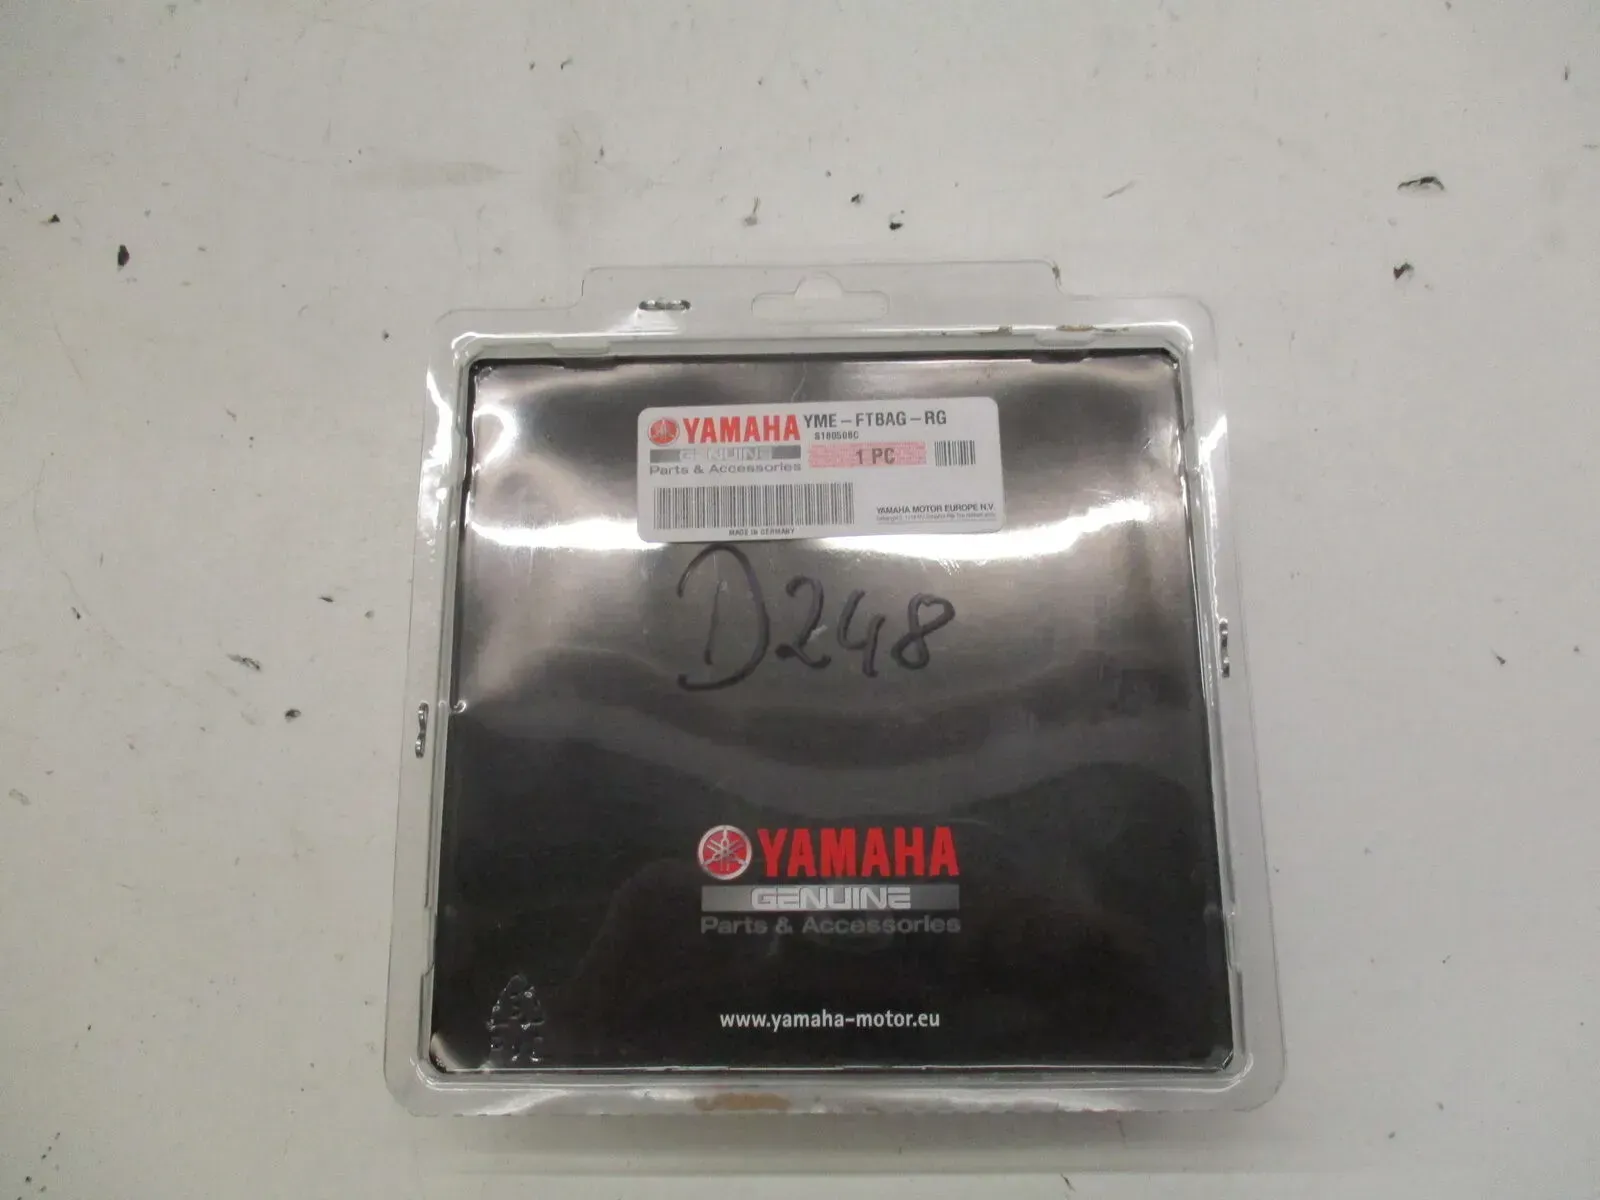 YAMAHA YME-FTBAG-RG
GENUINE
Parts & Accessories
1 PC
YAMAHA MOTOR EUROPE N.V.
MADE IN GERMANY
D248
YAMAHA
GENUINE
Parts & Accessories
www.yamaha-motor.eu